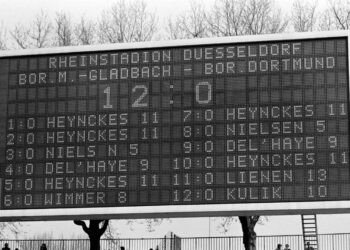 RHEINSTADION DUESSELDORF
BOR.M.-GLADBACH - BOR.DORTMUND
12:0
1:0 HEYNCKES 11 7:0 HEYNCKES 11
2:0 HEYNCKES 11 8:0 NIELSEN 5
3:0 NIELS N 5 9:0 DEL'HAYE 9
4:0 DEL'HAYE 9 10:0 HEYNCKES 11
5:0 HEYNCKES 11 11:0 LIENEN 13
6:0 WIMMER 8 12:0 KULIK 10